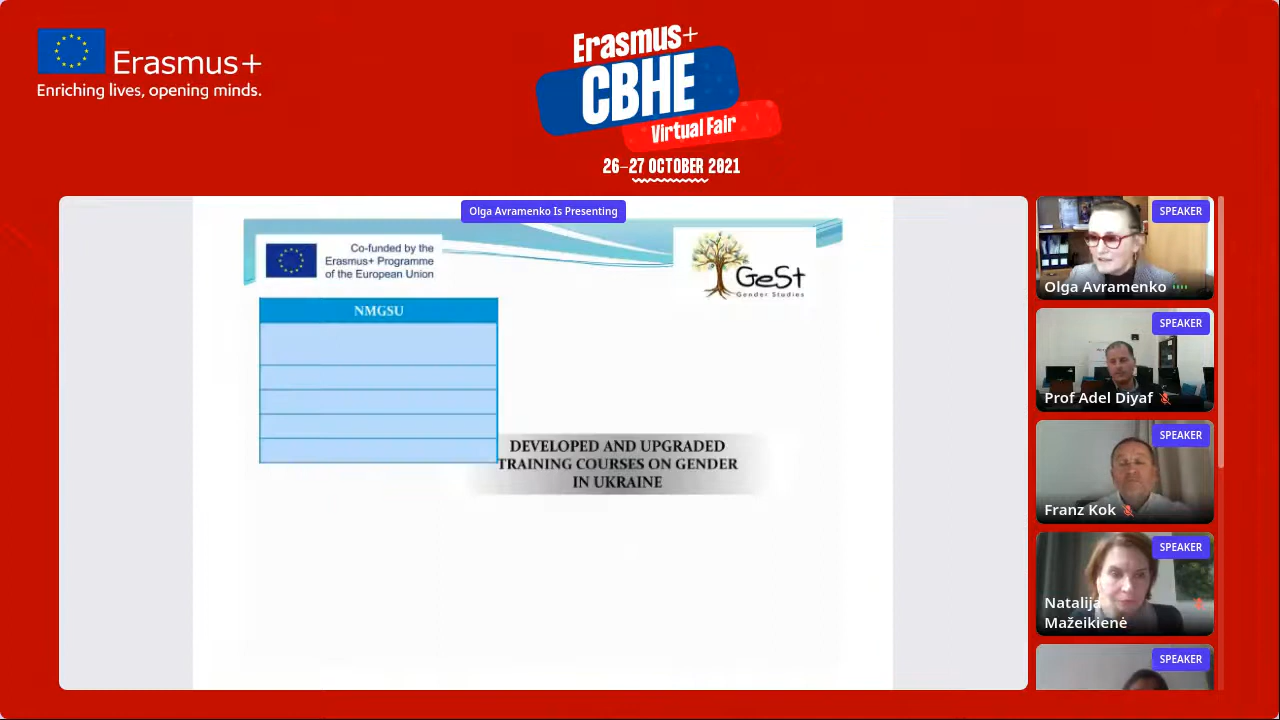 Erasmus+
Enriching lives, opening minds.
Erasmus+
CBHE
Virtual Fair
26–27 OCTOBER 2021
Olga Avramenko Is Presenting
Co-funded by the
Erasmus+ Programme
of the European Union
GeSt
Gender Studies
NMGSU
DEVELOPED AND UPGRADED
TRAINING COURSES ON GENDER
IN UKRAINE
SPEAKER
Olga Avramenko
SPEAKER
Prof Adel Diyaf
SPEAKER
Franz Kok
SPEAKER
Natalija
Mažeikienė
SPEAKER